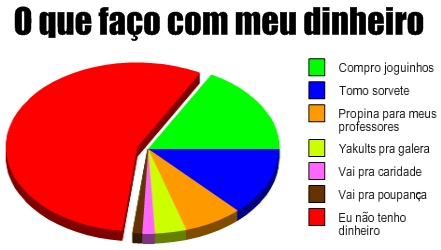 O que faço com meu dinheiro
Compro joguinhos
Tomo sorvete
Propina para meus
professores
Yakults pra galera
Vai pra caridade
Vai pra poupança
Eu não tenho
dinheiro